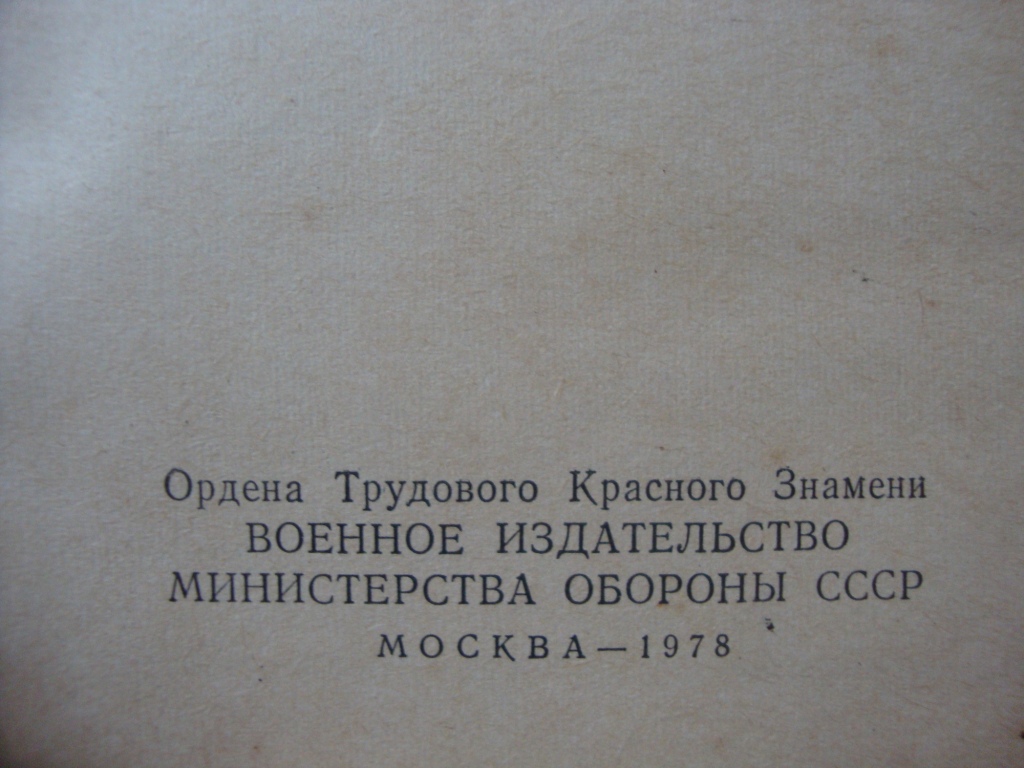 Ордена Трудового Красного Знамени
ВОЕННОЕ ИЗДАТЕЛЬСТВО
МИНИСТЕРСТВА ОБОРОНЫ СССР
МОСКВА — 1978